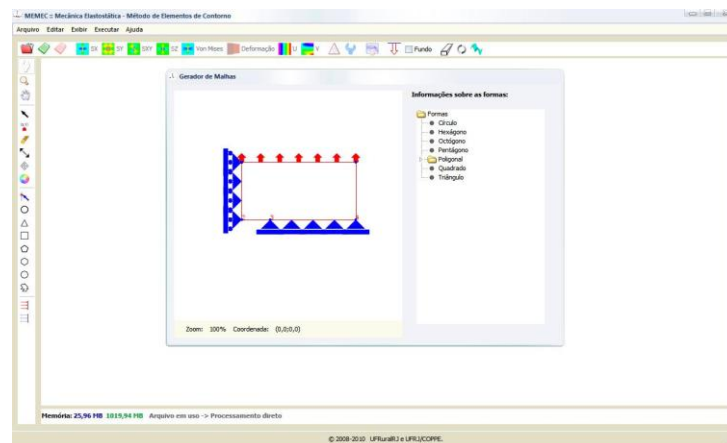 MEMEC :: Mecânica Elastostática - Método de Elementos de Contorno
Arquivo Editar Exibir Executar Ajuda
SX SY SXY SZ Von Mises Deformação U V Fundo
Gerador de Malhas
Informações sobre as formas:
Formas
Círculo
Hexágono
Octógono
Pentágono
Poligonal
Quadrado
Triângulo
Zoom: 100% Coordenada: (0,0;0,0)
Memória: 25,96 MB 1019,94 MB Arquivo em uso -> Processamento direto
© 2008-2010 UFRuralRJ e UFRJ/COPPE.